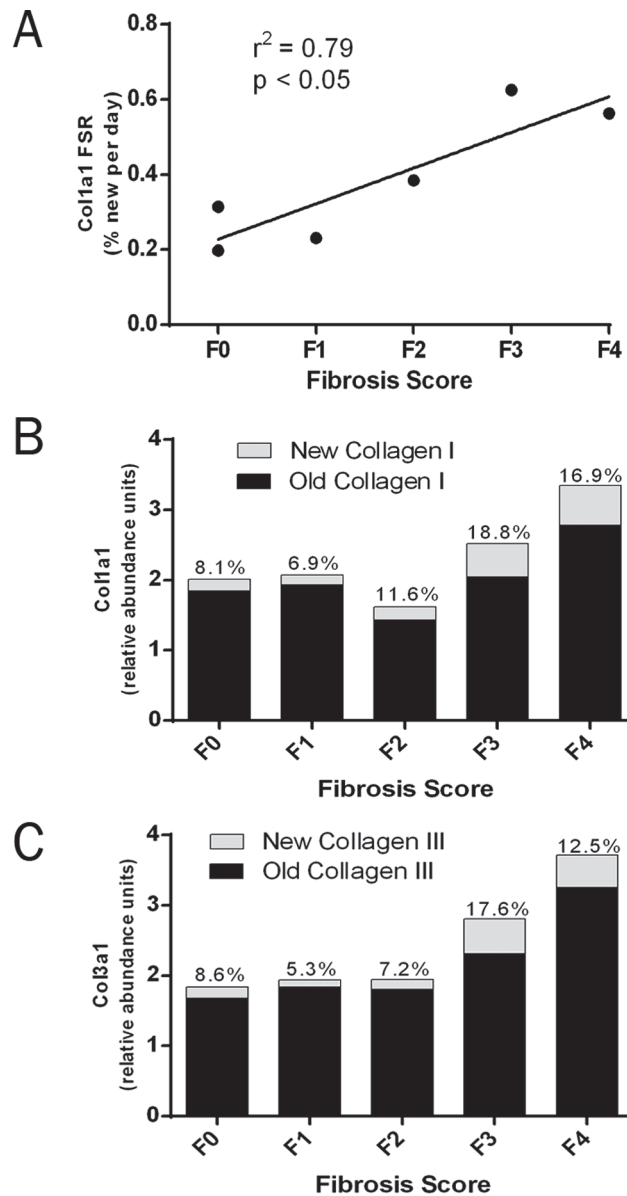 A
0.8
0.6
0.4
0.2
0.0
Col1a1 FSR
(% new per day)
r² = 0.79
p < 0.05
F0 F1 F2 F3 F4
Fibrosis Score
B
4
3
2
1
0
Col1a1
(relative abundance units)
New Collagen I
Old Collagen I
8.1% 6.9% 11.6% 18.8% 16.9%
F0 F1 F2 F3 F4
Fibrosis Score
C
4
3
2
1
0
Col3a1
(relative abundance units)
New Collagen III
Old Collagen III
8.6% 5.3% 7.2% 17.6% 12.5%
F0 F1 F2 F3 F4
Fibrosis Score